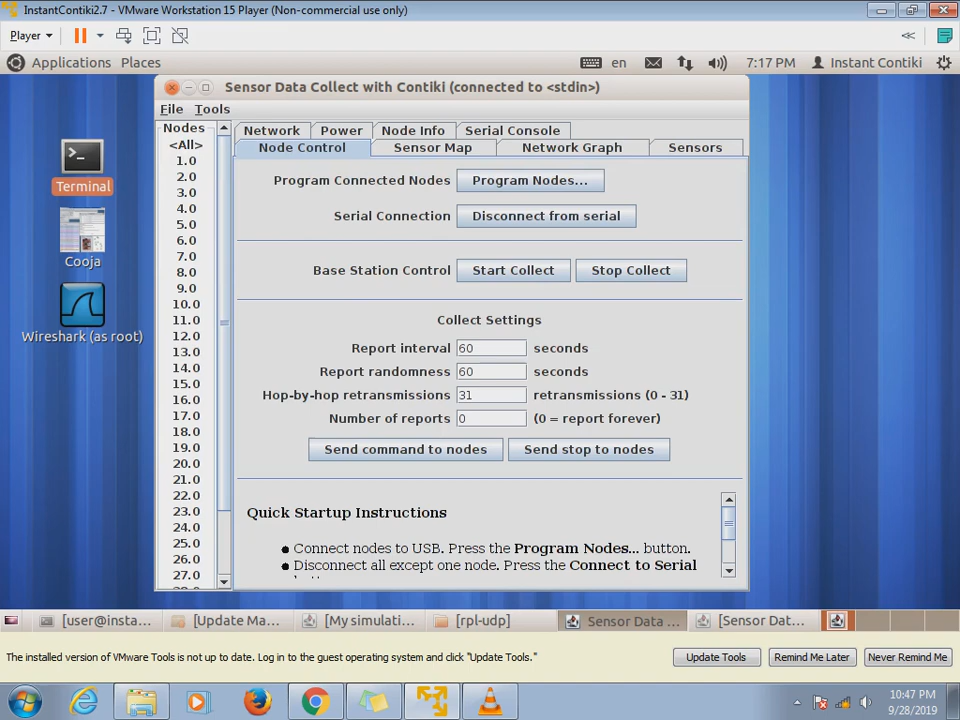 InstantContiki2.7 - VMware Workstation 15 Player (Non-commercial use only)
Player
Applications Places en 7:17 PM Instant Contiki
Sensor Data Collect with Contiki (connected to <stdin>)
File Tools
Nodes
<All>
1.0
2.0
3.0
4.0
5.0
6.0
7.0
8.0
9.0
10.0
11.0
12.0
13.0
14.0
15.0
16.0
17.0
18.0
19.0
20.0
21.0
22.0
23.0
24.0
25.0
26.0
27.0
Network Power Node Info Serial Console
Node Control Sensor Map Network Graph Sensors
Program Connected Nodes Program Nodes...
Serial Connection Disconnect from serial
Base Station Control Start Collect Stop Collect
Collect Settings
Report interval 60 seconds
Report randomness 60 seconds
Hop-by-hop retransmissions 31 retransmissions (0 - 31)
Number of reports 0 (0 = report forever)
Send command to nodes Send stop to nodes
Quick Startup Instructions
● Connect nodes to USB. Press the Program Nodes... button.
● Disconnect all except one node. Press the Connect to Serial
Terminal
Cooja
Wireshark (as root)
[user@insta... [Update Ma... [My simulati... [rpl-udp] Sensor Data ... [Sensor Dat...
The installed version of VMware Tools is not up to date. Log in to the guest operating system and click "Update Tools."
Update Tools Remind Me Later Never Remind Me
10:47 PM
9/28/2019